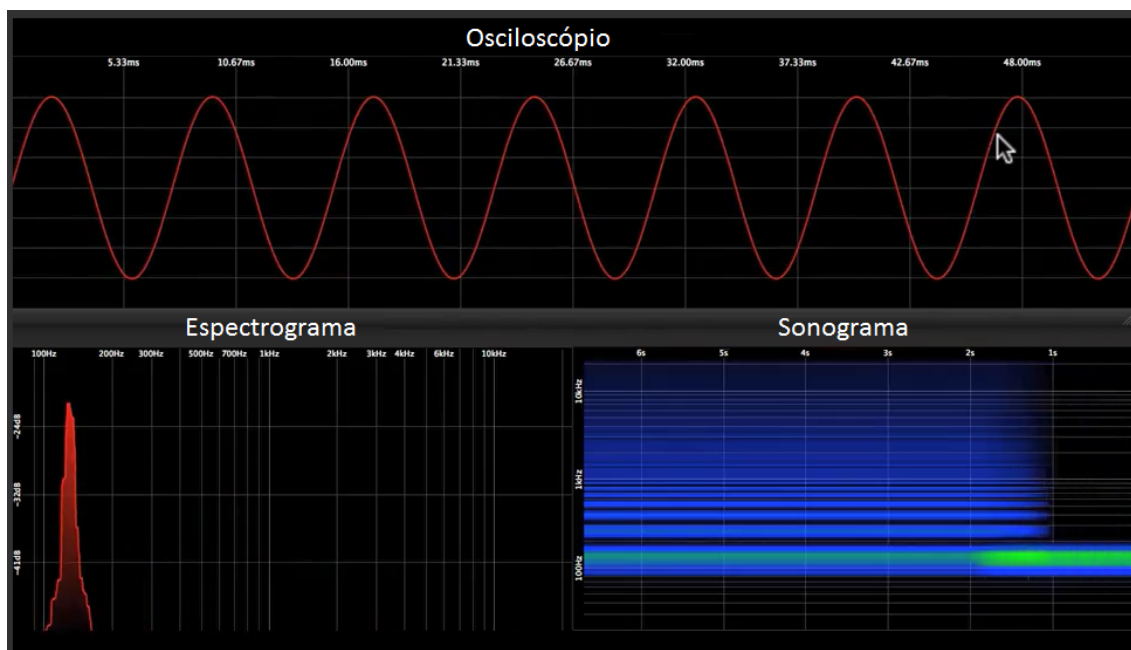 Osciloscópio
5.33ms 10.67ms 16.00ms 21.33ms 26.67ms 32.00ms 37.33ms 42.67ms 48.00ms
Espectrograma
100Hz 200Hz 300Hz 500Hz 700Hz 1kHz 2kHz 3kHz 4kHz 6kHz 10kHz
-24dB
-32dB
-41dB
Sonograma
6s 5s 4s 3s 2s 1s
10kHz
1kHz
100Hz